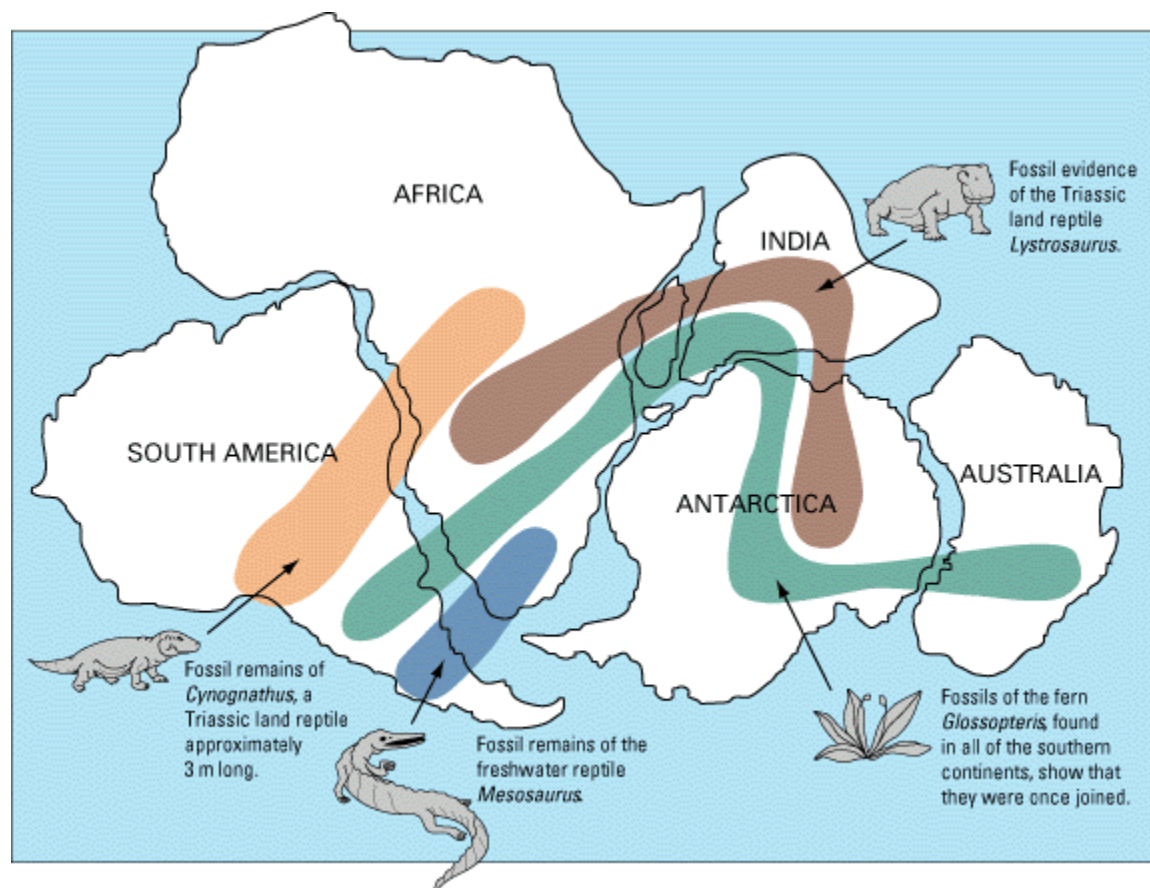 AFRICA
INDIA
Fossil evidence
of the Triassic
land reptile
Lystrosaurus.
SOUTH AMERICA
ANTARCTICA
AUSTRALIA
Fossil remains of
Cynognathus, a
Triassic land reptile
approximately
3 m long.
Fossil remains of the
freshwater reptile
Mesosaurus.
Fossils of the fern
Glossopteris, found
in all of the southern
continents, show that
they were once joined.